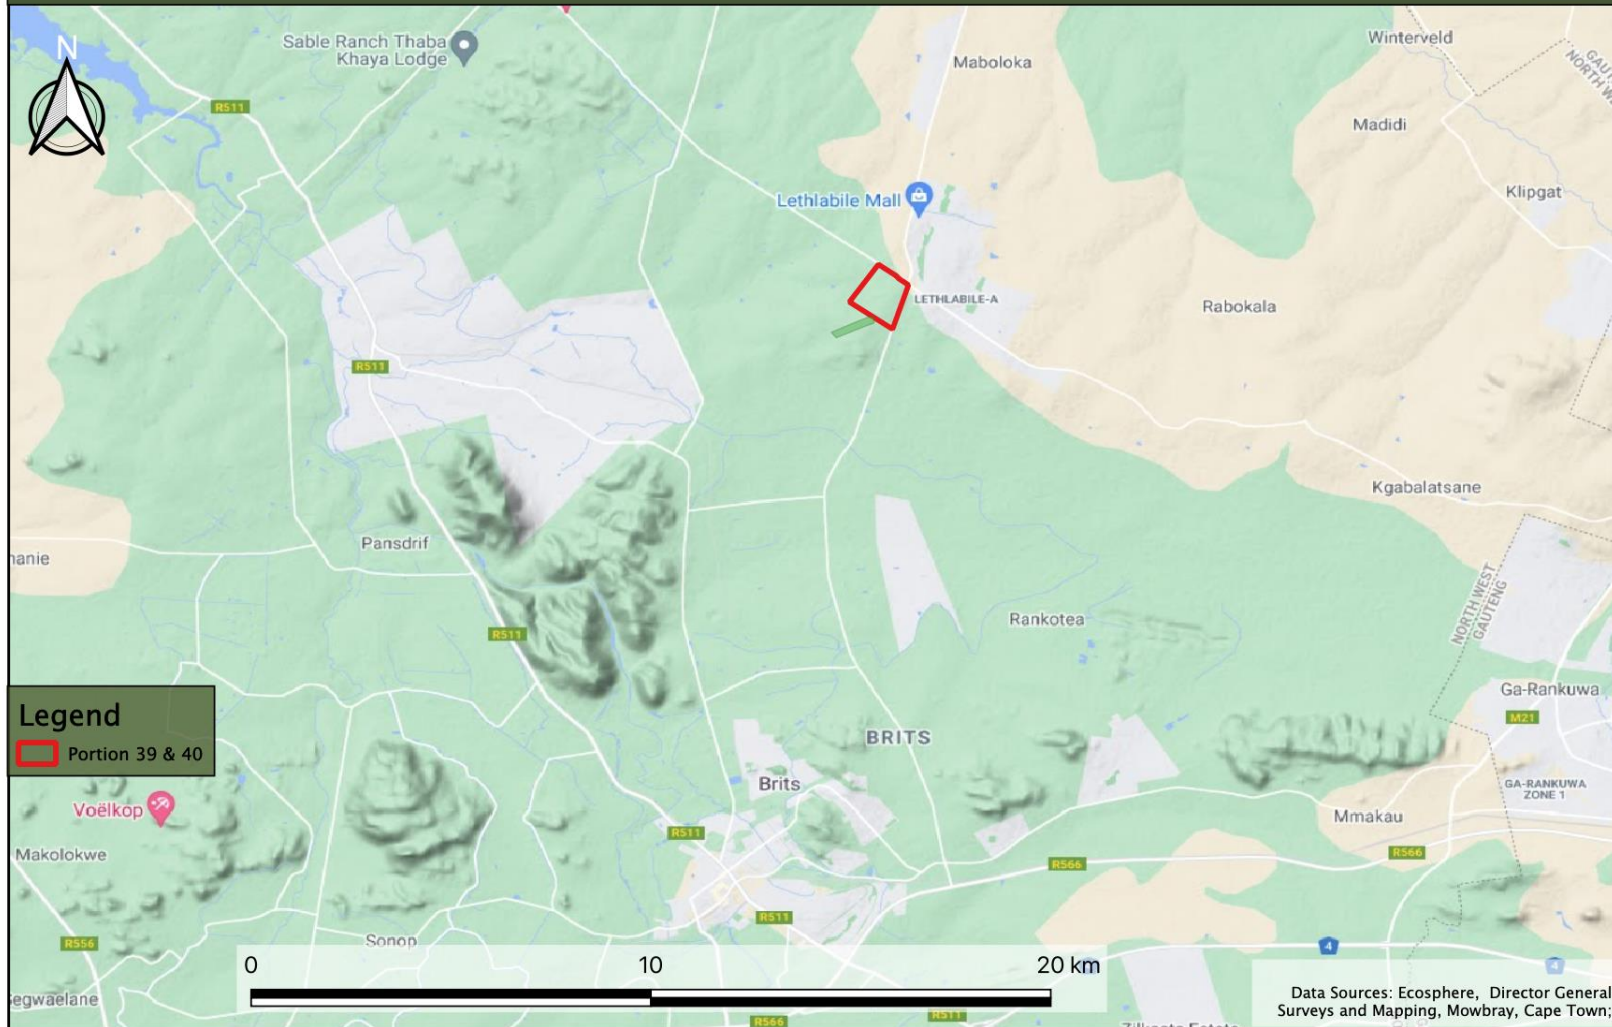 N
Sable Ranch Thaba
Khaya Lodge
R511
Maboloka
Winterveld
NORTH W
Madidi
Klipgat
Lethlabile Mall
LETHLABILE-A
Rabokala
R511
Kgabalatsane
Pansdrif
hanie
NORTH WEST
GAUTENG
Rankotea
R511
Ga-Rankuwa
M21
Legend
Portion 39 & 40
BRITS
Brits
GA-RANKUWA
ZONE 1
Voëlkop
Mmakau
R511
Makolokwe
R566
R566
R511
R556
Sonop
4
4
0 10 20 km
egwaelane
R566
R511
Data Sources: Ecosphere, Director General
Surveys and Mapping, Mowbray, Cape Town;